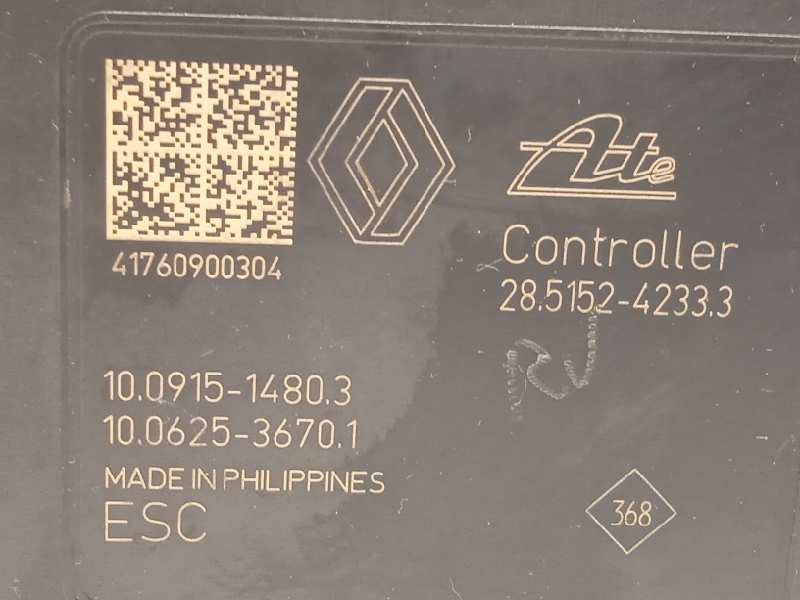 Ate
41760900304
Controller
28.5152-4233.3
RJ
10.0915-1480.3
10.0625-3670.1
MADE IN PHILIPPINES
ESC
368